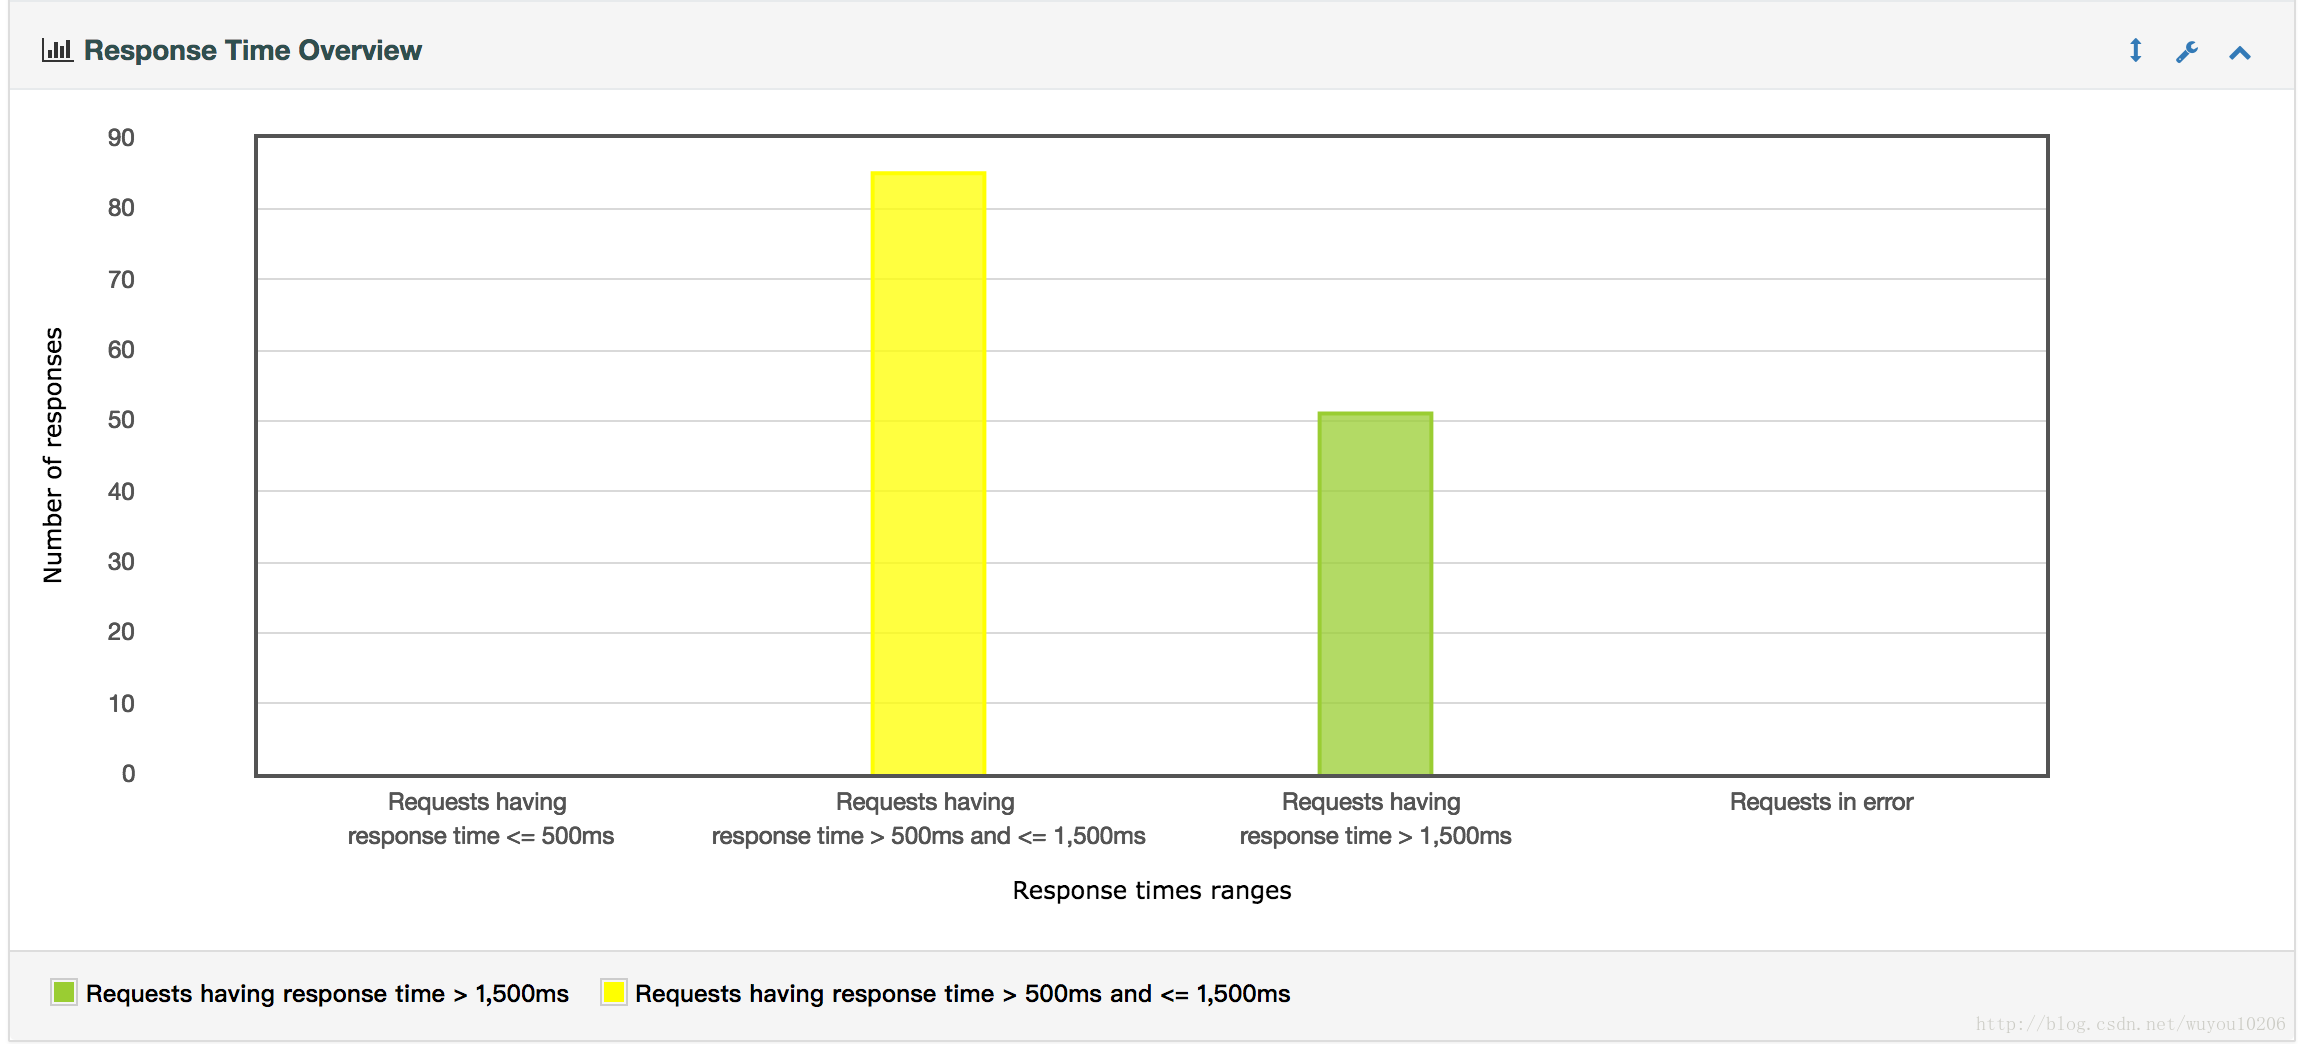 Response Time Overview
90
80
70
60
50
40
30
20
10
0
Number of responses
Requests having
response time <= 500ms
Requests having
response time > 500ms and <= 1,500ms
Requests having
response time > 1,500ms
Requests in error
Response times ranges
Requests having response time > 1,500ms
Requests having response time > 500ms and <= 1,500ms
http://blog.csdn.net/wuyou10206